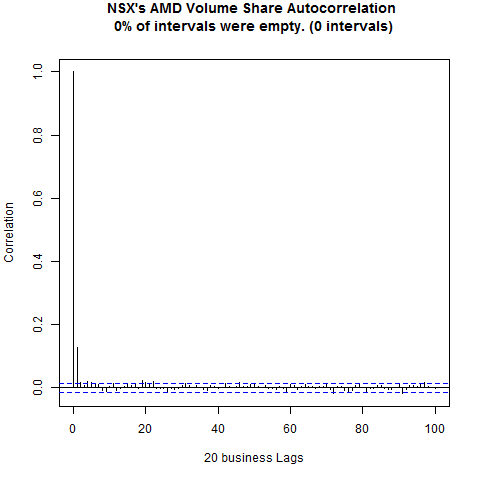 NSX's AMD Volume Share Autocorrelation
0% of intervals were empty. (0 intervals)
Correlation
1.0
0.8
0.6
0.4
0.2
0.0
0 20 40 60 80 100
20 business Lags